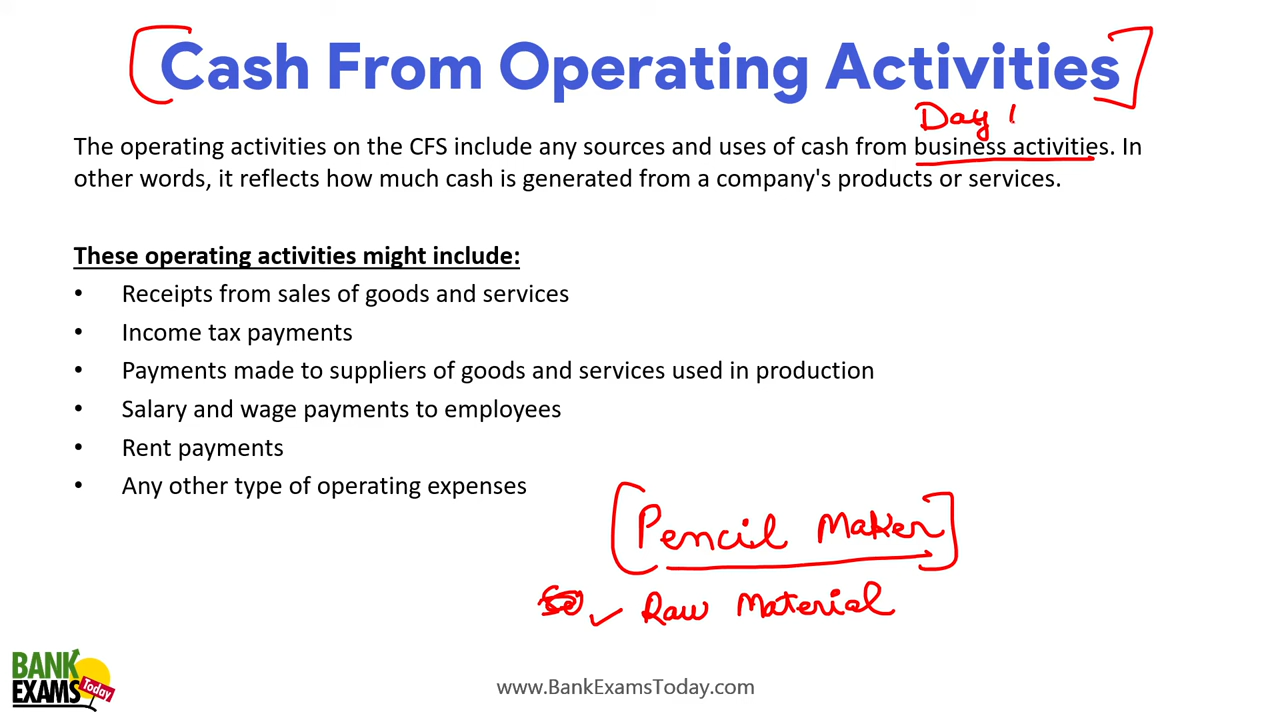 Cash From Operating Activities
Day 1
The operating activities on the CFS include any sources and uses of cash from business activities. In
other words, it reflects how much cash is generated from a company's products or services.
These operating activities might include:
• Receipts from sales of goods and services
• Income tax payments
• Payments made to suppliers of goods and services used in production
• Salary and wage payments to employees
• Rent payments
• Any other type of operating expenses
Pencil Maker
✓ Raw Material
BANK
EXAMS
Today
www.BankExamsToday.com